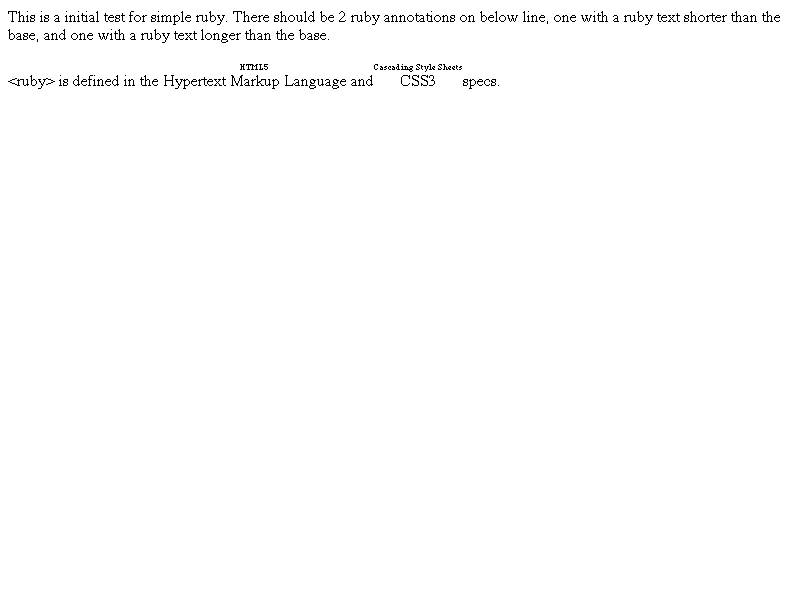 This is a initial test for simple ruby. There should be 2 ruby annotations on below line, one with a ruby text shorter than the
base, and one with a ruby text longer than the base.
HTML5 Cascading Style Sheets
<ruby> is defined in the Hypertext Markup Language and CSS3 specs.